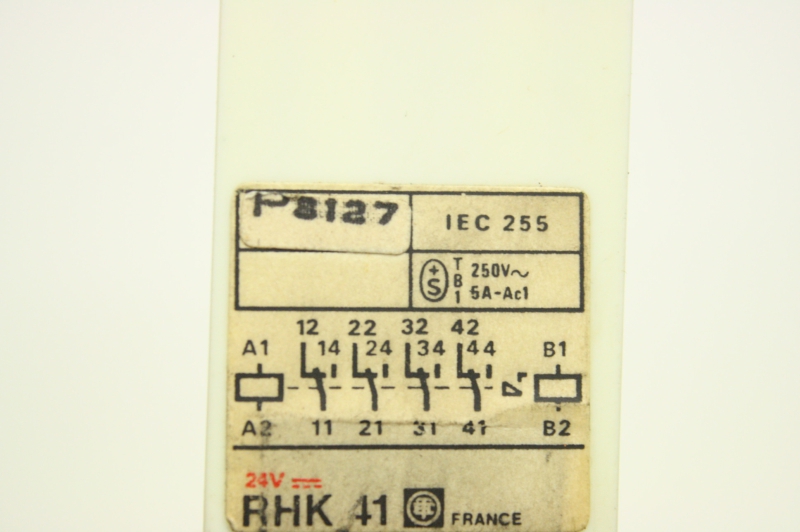 P8127
IEC 255
+
S
TB1
250V~
5A-Ac1
12 22 32 42
A1 14 24 34 44 B1
A2 11 21 31 41 B2
24V
RHK 41
FRANCE